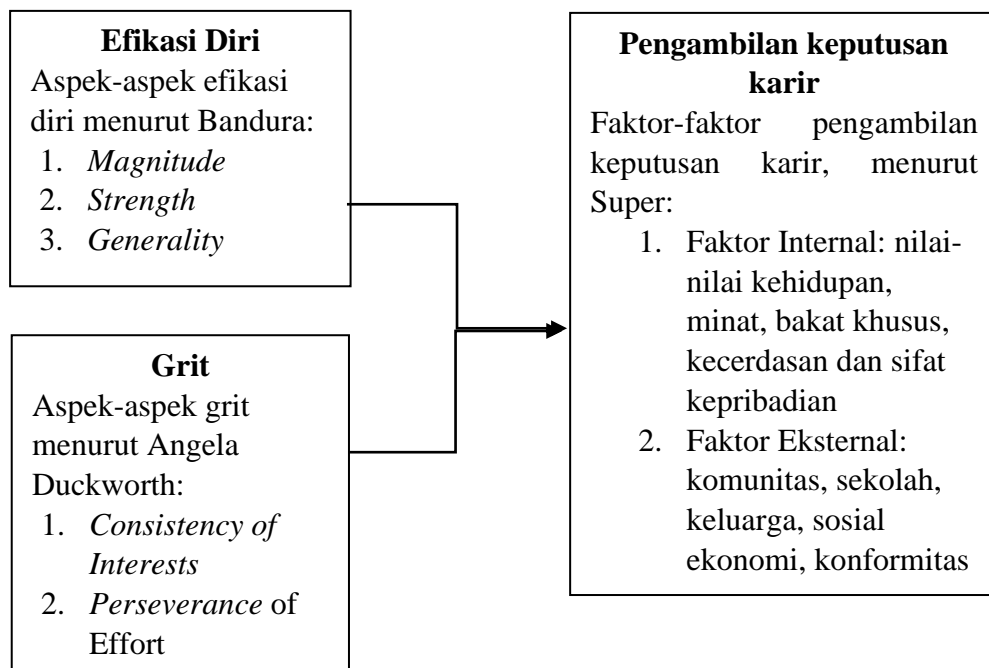 Efikasi Diri
Aspek-aspek efikasi
diri menurut Bandura:
1. Magnitude
2. Strength
3. Generality
Grit
Aspek-aspek grit
menurut Angela
Duckworth:
1. Consistency of
Interests
2. Perseverance of
Effort
Pengambilan keputusan
karir
Faktor-faktor pengambilan
keputusan karir, menurut
Super:
1. Faktor Internal: nilai-
nilai kehidupan,
minat, bakat khusus,
kecerdasan dan sifat
kepribadian
2. Faktor Eksternal:
komunitas, sekolah,
keluarga, sosial
ekonomi, konformitas